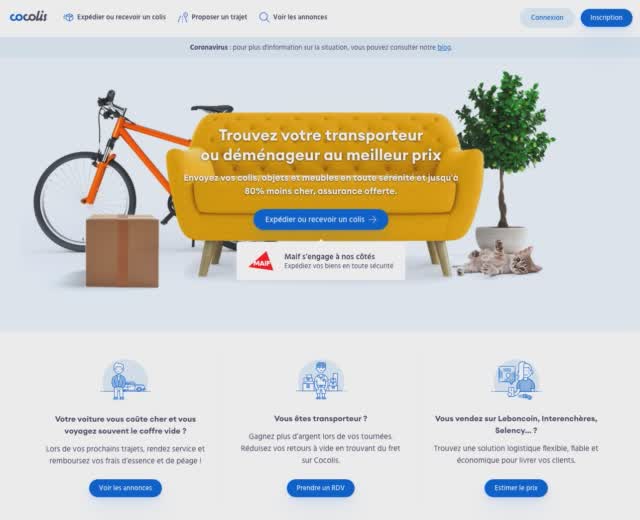 cocolis
Expédier ou recevoir un colis
Proposer un trajet
Voir les annonces
Connexion
Inscription
Coronavirus : pour plus d'information sur la situation, vous pouvez consulter notre blog.
Trouvez votre transporteur
ou déménageur au meilleur prix
Envoyez vos colis, objets et meubles en toute sérénité et jusqu'à
80% moins cher, assurance offerte.
Expédier ou recevoir un colis
MAIF
Maif s'engage à nos côtés
Expédiez vos biens en toute sécurité
Votre voiture vous coûte cher et vous
voyagez souvent le coffre vide ?
Lors de vos prochains trajets, rendez service et
remboursez vos frais d'essence et de péage !
Voir les annonces
Vous êtes transporteur ?
Gagnez plus d'argent lors de vos tournées.
Réduisez vos retours à vide en trouvant du fret
sur Cocolis.
Prendre un RDV
Vous vendez sur Leboncoin, Interenchères,
Selency... ?
Trouvez une solution logistique flexible, fiable et
économique pour livrer vos clients.
Estimer le prix